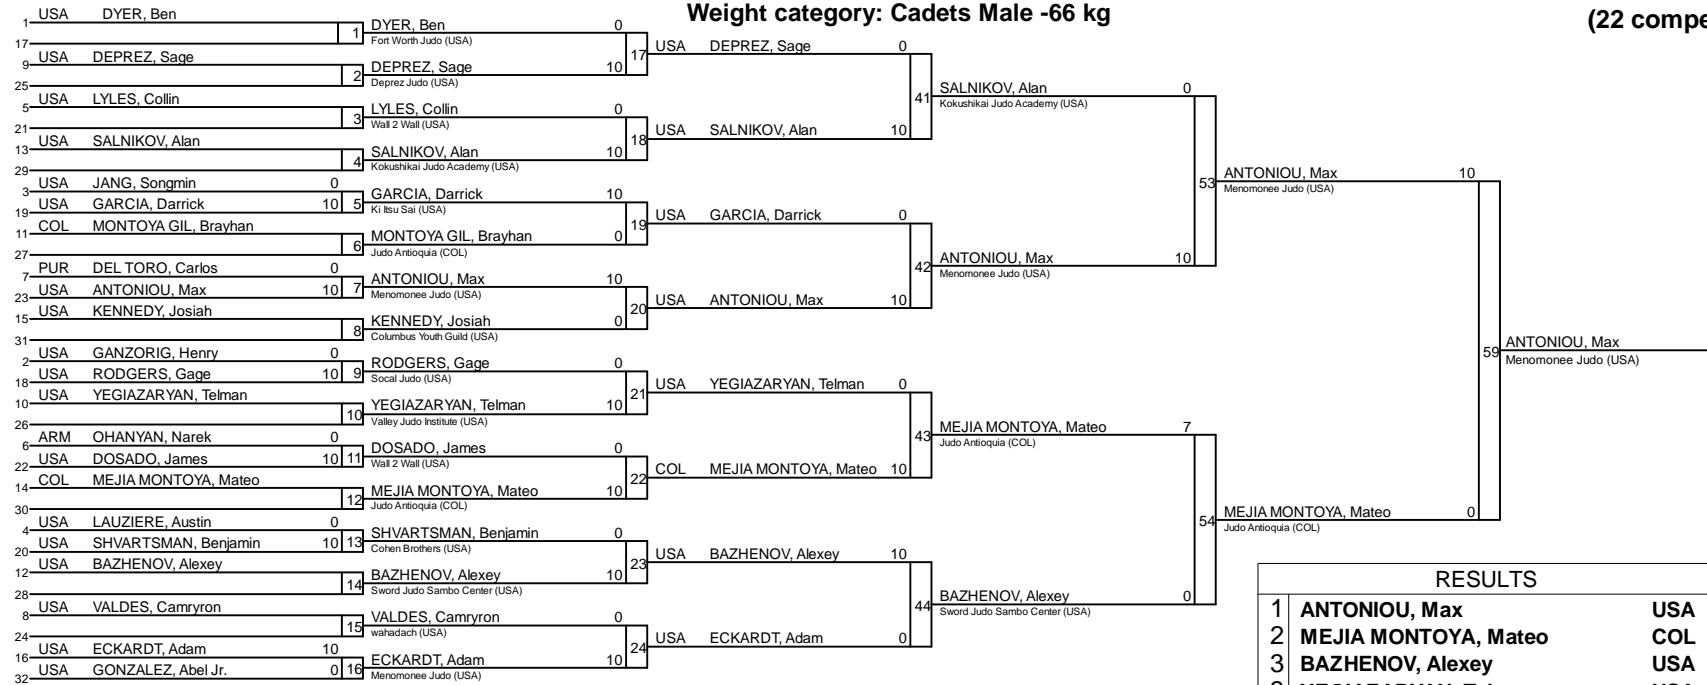 Weight category: Cadets Male -66 kg
(22 compe
1 USA DYER, Ben
17
9 USA DEPREZ, Sage
25
5 USA LYLES, Collin
21
13 USA SALNIKOV, Alan
29
3 USA JANG, Songmin 0
19 USA GARCIA, Darrick 10
11 COL MONTOYA GIL, Brayhan
27
7 PUR DEL TORO, Carlos 0
23 USA ANTONIOU, Max 10
15 USA KENNEDY, Josiah
31
2 USA GANZORIG, Henry 0
18 USA RODGERS, Gage 10
10 USA YEGIAZARYAN, Telman
26
6 ARM OHANYAN, Narek 0
22 USA DOSADO, James 10
14 COL MEJIA MONTOYA, Mateo
30
4 USA LAUZIERE, Austin 0
20 USA SHVARTSMAN, Benjamin 10
12 USA BAZHENOV, Alexey
28
8 USA VALDES, Camryron
24
16 USA ECKARDT, Adam 10
32 USA GONZALEZ, Abel Jr. 0
1 DYER, Ben 0
Fort Worth Judo (USA)
2 DEPREZ, Sage 10
Deprez Judo (USA)
3 LYLES, Collin 0
Wall 2 Wall (USA)
4 SALNIKOV, Alan 10
Kokushikai Judo Academy (USA)
5 GARCIA, Darrick 10
Ki Itsu Sai (USA)
6 MONTOYA GIL, Brayhan 0
Judo Antioquia (COL)
7 ANTONIOU, Max 10
Menomonee Judo (USA)
8 KENNEDY, Josiah 0
Columbus Youth Guild (USA)
9 RODGERS, Gage 0
Socal Judo (USA)
10 YEGIAZARYAN, Telman 10
Valley Judo Institute (USA)
11 DOSADO, James 0
Wall 2 Wall (USA)
12 MEJIA MONTOYA, Mateo 10
Judo Antioquia (COL)
13 SHVARTSMAN, Benjamin 0
Cohen Brothers (USA)
14 BAZHENOV, Alexey 10
Sword Judo Sambo Center (USA)
15 VALDES, Camryron 0
wahadach (USA)
16 ECKARDT, Adam 10
Menomonee Judo (USA)
17 USA DEPREZ, Sage 0
18 USA SALNIKOV, Alan 10
19 USA GARCIA, Darrick 0
20 USA ANTONIOU, Max 10
21 USA YEGIAZARYAN, Telman 0
22 COL MEJIA MONTOYA, Mateo 10
23 USA BAZHENOV, Alexey 10
24 USA ECKARDT, Adam 0
41 SALNIKOV, Alan 0
Kokushikai Judo Academy (USA)
42 ANTONIOU, Max 10
Menomonee Judo (USA)
43 MEJIA MONTOYA, Mateo 7
Judo Antioquia (COL)
44 BAZHENOV, Alexey 0
Sword Judo Sambo Center (USA)
53 ANTONIOU, Max 10
Menomonee Judo (USA)
54 MEJIA MONTOYA, Mateo 0
Judo Antioquia (COL)
59 ANTONIOU, Max
Menomonee Judo (USA)
RESULTS
1 ANTONIOU, Max USA
2 MEJIA MONTOYA, Mateo COL
3 BAZHENOV, Alexey USA